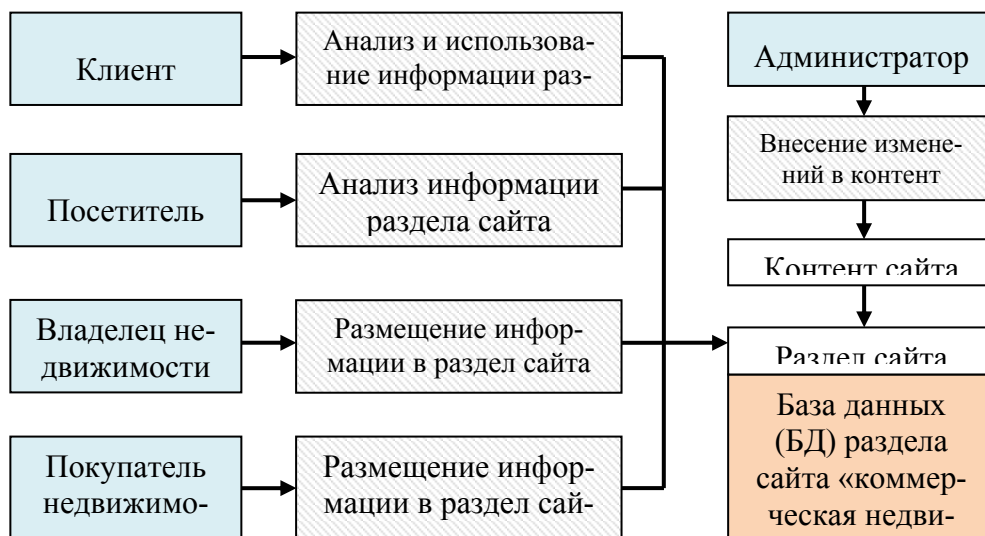 Клиент
Анализ и использова-
ние информации раз-
Администратор
Внесение измене-
ний в контент
Посетитель
Анализ информации
раздела сайта
Контент сайта
Владелец не-
движимости
Размещение инфор-
мации в раздел сайта
Раздел сайта
База данных
(БД) раздела
сайта «коммер-
ческая недви-
Покупатель
недвижимо-
Размещение инфор-
мации в раздел сай-